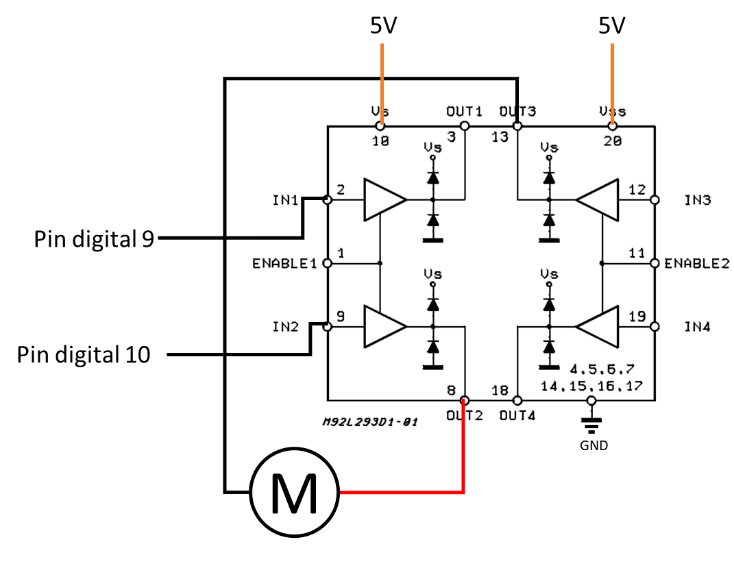 5V 5V
Vs OUT1 OUT3 Vss
10 3 13 20
Vs Vs
IN1 2 12 IN3
Pin digital 9
ENABLE1 1 11 ENABLE2
Vs Vs
IN2 9 19 IN4
Pin digital 10
4.5.6.7
8 18 14.15.16.17
M92L293D1-01 OUT2 OUT4
GND
M